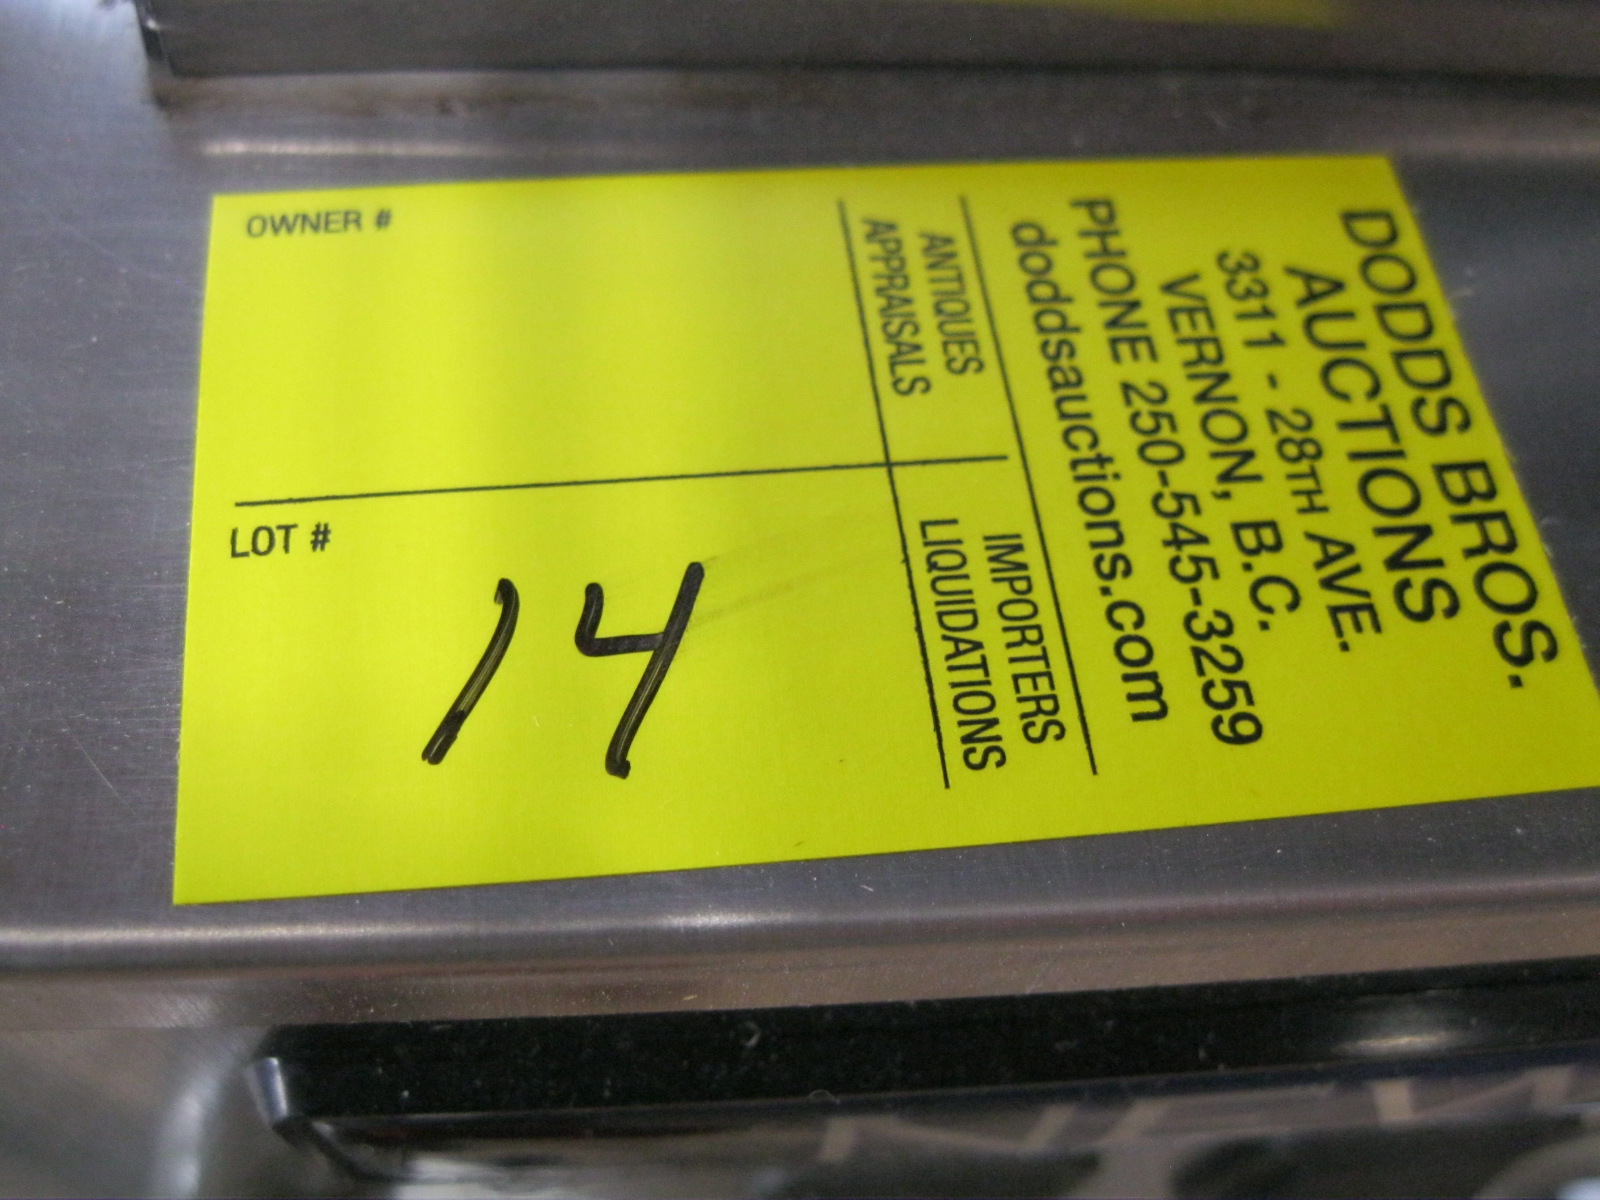 DODDS BROS.
AUCTIONS
3311 - 28TH AVE.
VERNON, B.C.
PHONE 250-545-3259
doddsauctions.com
ANTIQUES
APPRAISALS
IMPORTERS
LIQUIDATIONS
OWNER #
LOT #
14